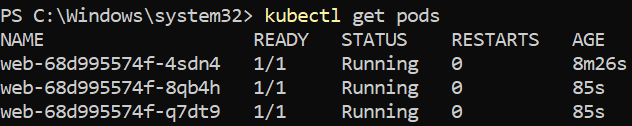 PS C:\Windows\system32> kubectl get pods
NAME READY STATUS RESTARTS AGE
web-68d995574f-4sdn4 1/1 Running 0 8m26s
web-68d995574f-8qb4h 1/1 Running 0 85s
web-68d995574f-q7dt9 1/1 Running 0 85s